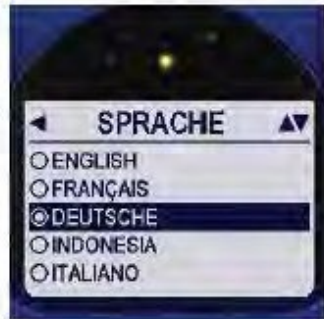 SPRACHE
ENGLISH
FRANÇAIS
DEUTSCHE
INDONESIA
ITALIANO